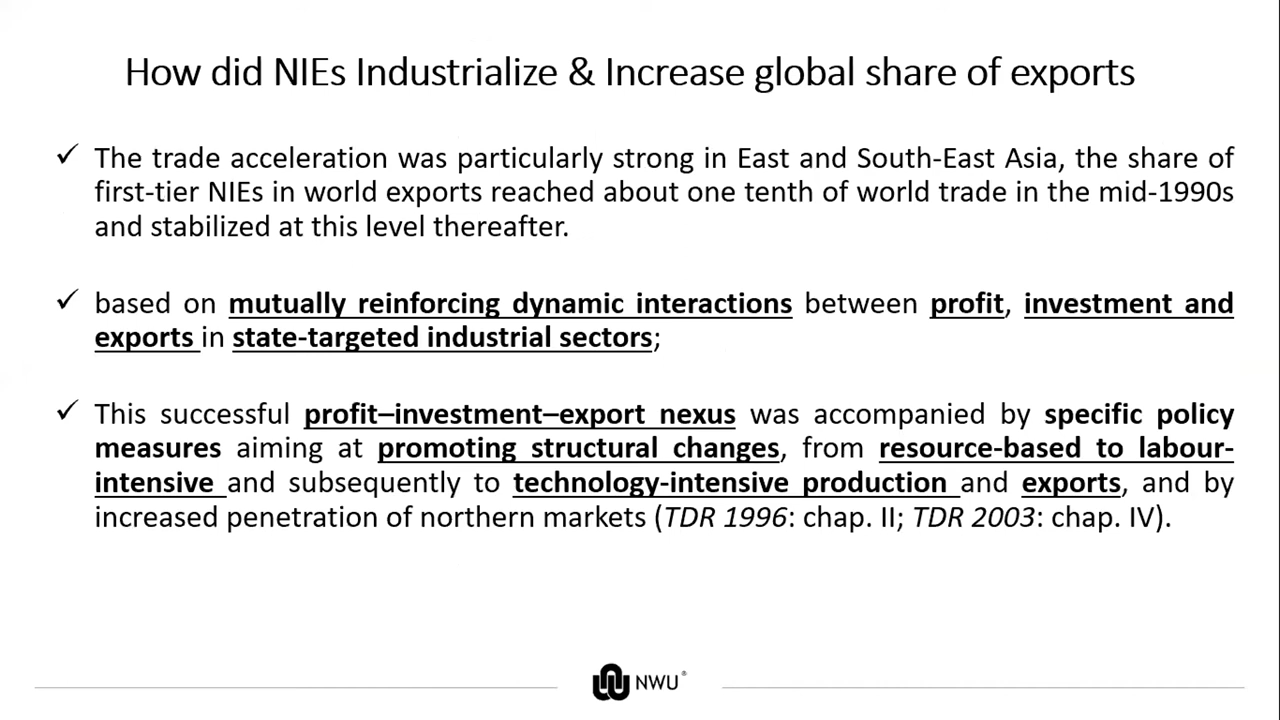 How did NIEs Industrialize & Increase global share of exports
✓ The trade acceleration was particularly strong in East and South-East Asia, the share of
first-tier NIEs in world exports reached about one tenth of world trade in the mid-1990s
and stabilized at this level thereafter.
✓ based on mutually reinforcing dynamic interactions between profit, investment and
exports in state-targeted industrial sectors;
✓ This successful profit–investment–export nexus was accompanied by specific policy
measures aiming at promoting structural changes, from resource-based to labour-
intensive and subsequently to technology-intensive production and exports, and by
increased penetration of northern markets (TDR 1996: chap. II; TDR 2003: chap. IV).
NWU®